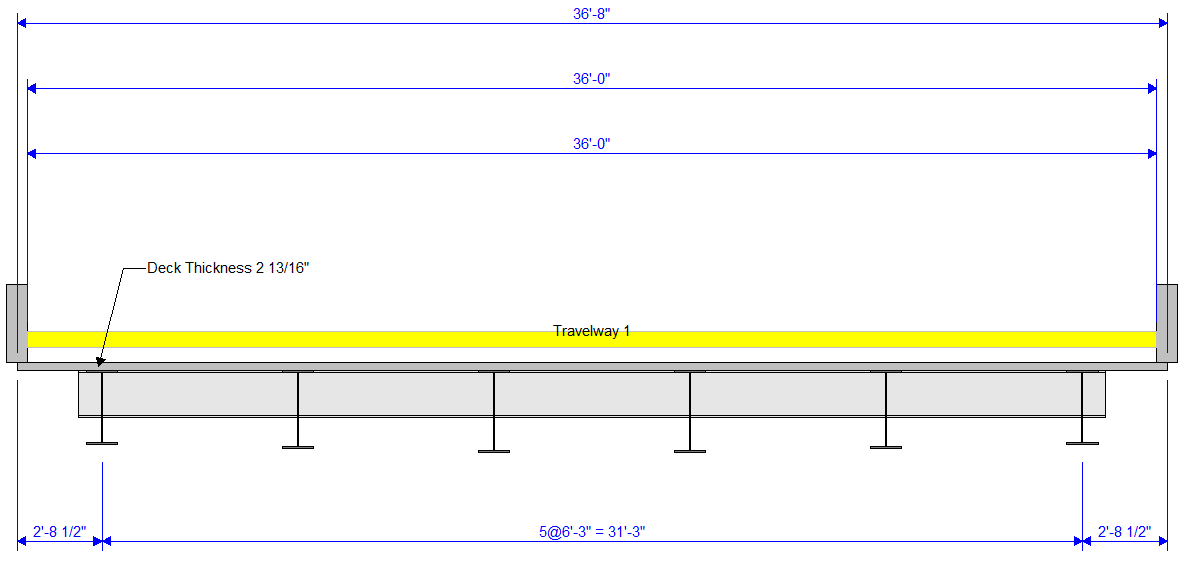 36'-8"
36'-0"
36'-0"
Deck Thickness 2 13/16"
Travelway 1
2'-8 1/2" 5@6'-3" = 31'-3" 2'-8 1/2"